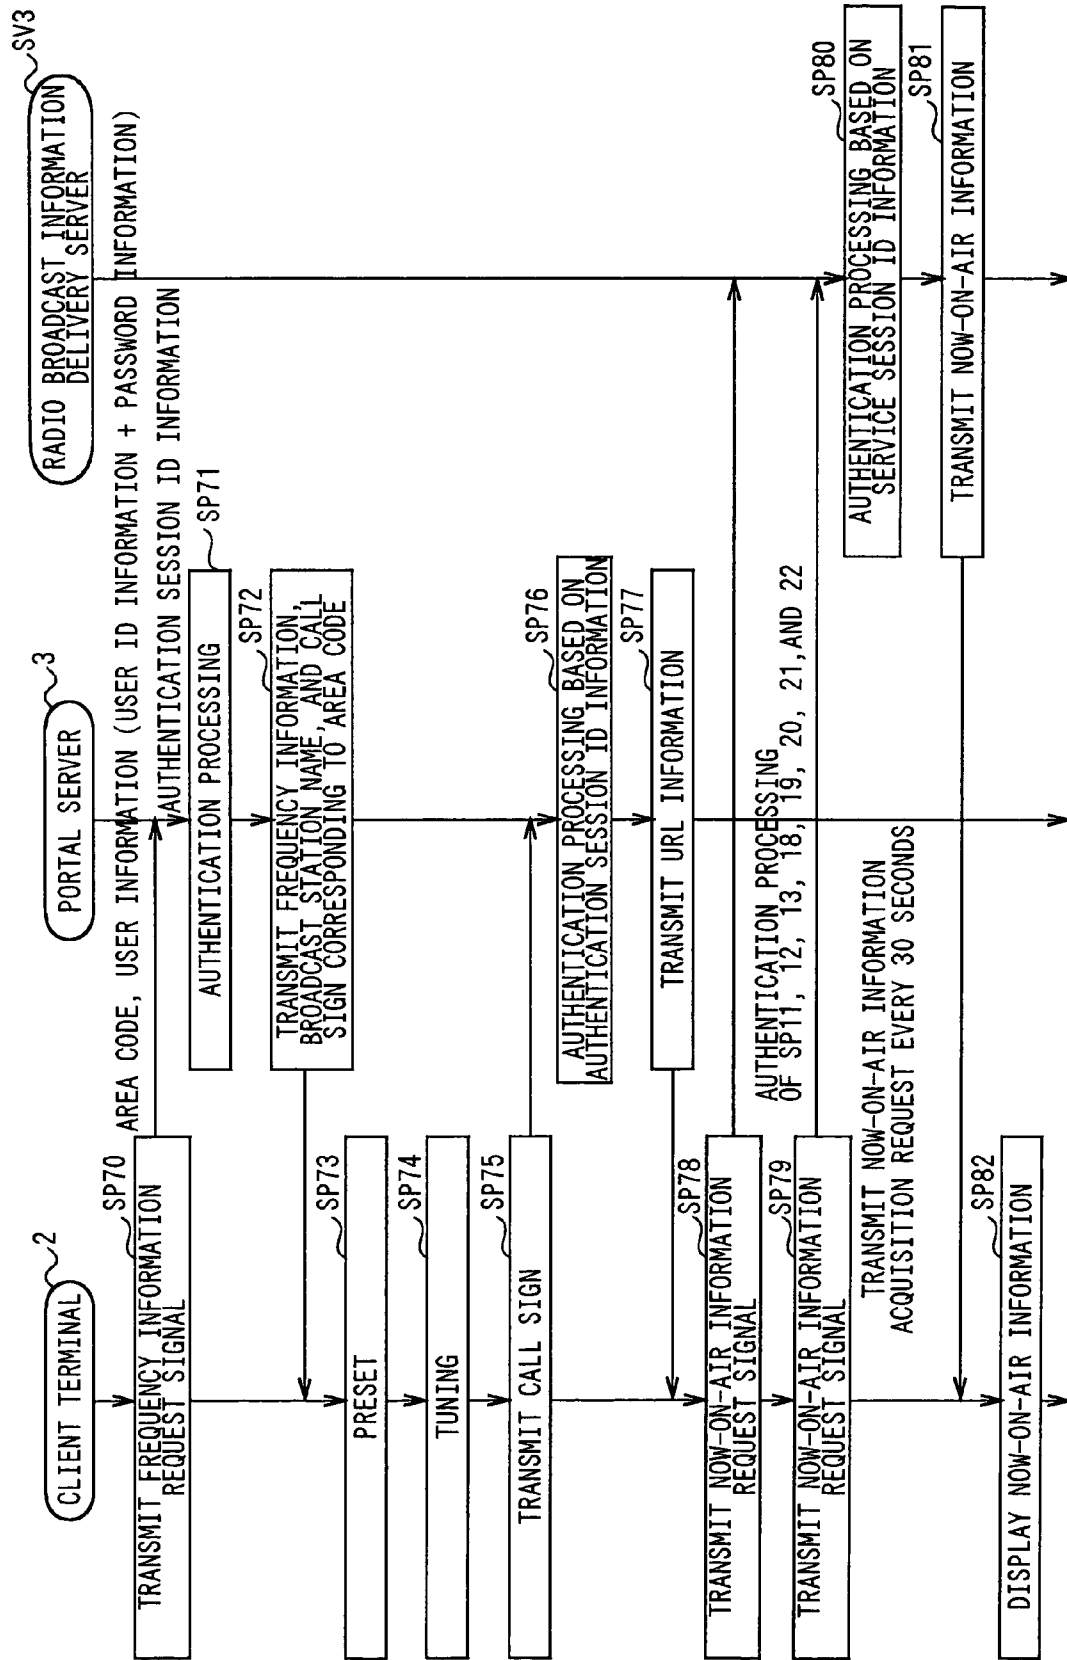 CLIENT TERMINAL
2
PORTAL SERVER
3
RADIO BROADCAST INFORMATION
DELIVERY SERVER
SV3
AREA CODE, USER INFORMATION (USER ID INFORMATION + PASSWORD INFORMATION)
AUTHENTICATION SESSION ID INFORMATION
SP70
TRANSMIT FREQUENCY INFORMATION
REQUEST SIGNAL
SP71
AUTHENTICATION PROCESSING
SP72
TRANSMIT FREQUENCY INFORMATION,
BROADCAST STATION NAME, AND CALL
SIGN CORRESPONDING TO AREA CODE
SP73
PRESET
SP74
TUNING
SP75
TRANSMIT CALL SIGN
SP76
AUTHENTICATION PROCESSING BASED ON
AUTHENTICATION SESSION ID INFORMATION
SP77
TRANSMIT URL INFORMATION
SP78
TRANSMIT NOW-ON-AIR INFORMATION
REQUEST SIGNAL
AUTHENTICATION PROCESSING
OF SP11, 12, 13, 18, 19, 20, 21,AND 22
SP79
TRANSMIT NOW-ON-AIR INFORMATION
REQUEST SIGNAL
SP80
AUTHENTICATION PROCESSING BASED ON
SERVICE SESSION ID INFORMATION
TRANSMIT NOW-ON-AIR INFORMATION
ACQUISITION REQUEST EVERY 30 SECONDS
SP81
TRANSMIT NOW-ON-AIR INFORMATION
SP82
DISPLAY NOW-ON-AIR INFORMATION